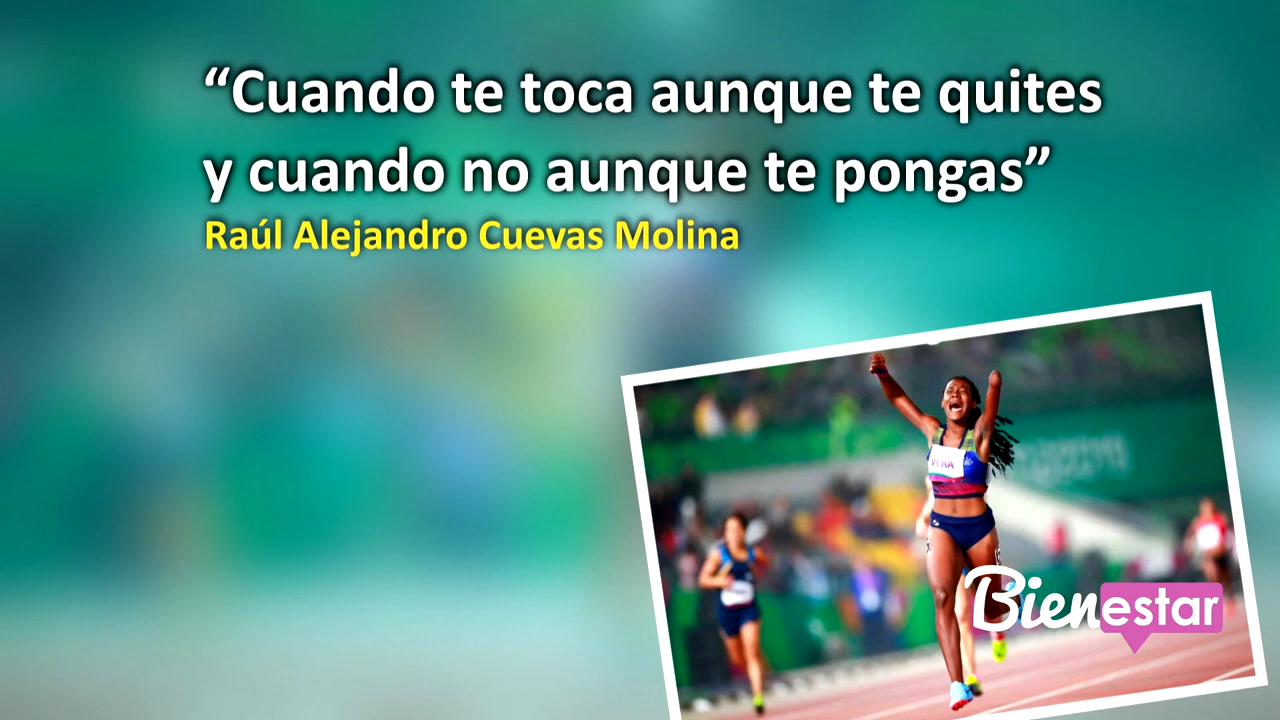 “Cuando te toca aunque te quites
y cuando no aunque te pongas”
Raúl Alejandro Cuevas Molina
VERA
Bienestar